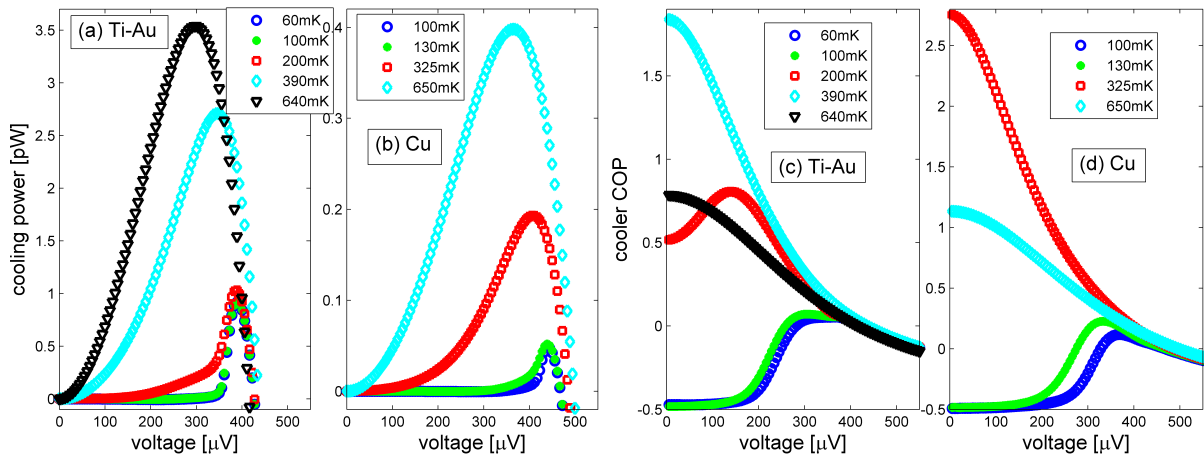 (a) Ti-Au
60mK
100mK
200mK
390mK
640mK
cooling power [pW]
3.5
3
2.5
2
1.5
1
0.5
0
0 100 200 300 400 500
voltage [µV]
100mK
130mK
325mK
650mK
(b) Cu
0.4
0.3
0.2
0.1
0
0 100 200 300 400 500
voltage [µV]
60mK
100mK
200mK
390mK
640mK
(c) Ti-Au
cooler COP
1.5
1
0.5
0
-0.5
0 100 200 300 400 500
voltage [µV]
100mK
130mK
325mK
650mK
(d) Cu
2.5
2
1.5
1
0.5
0
-0.5
0 100 200 300 400 500
voltage [µV]